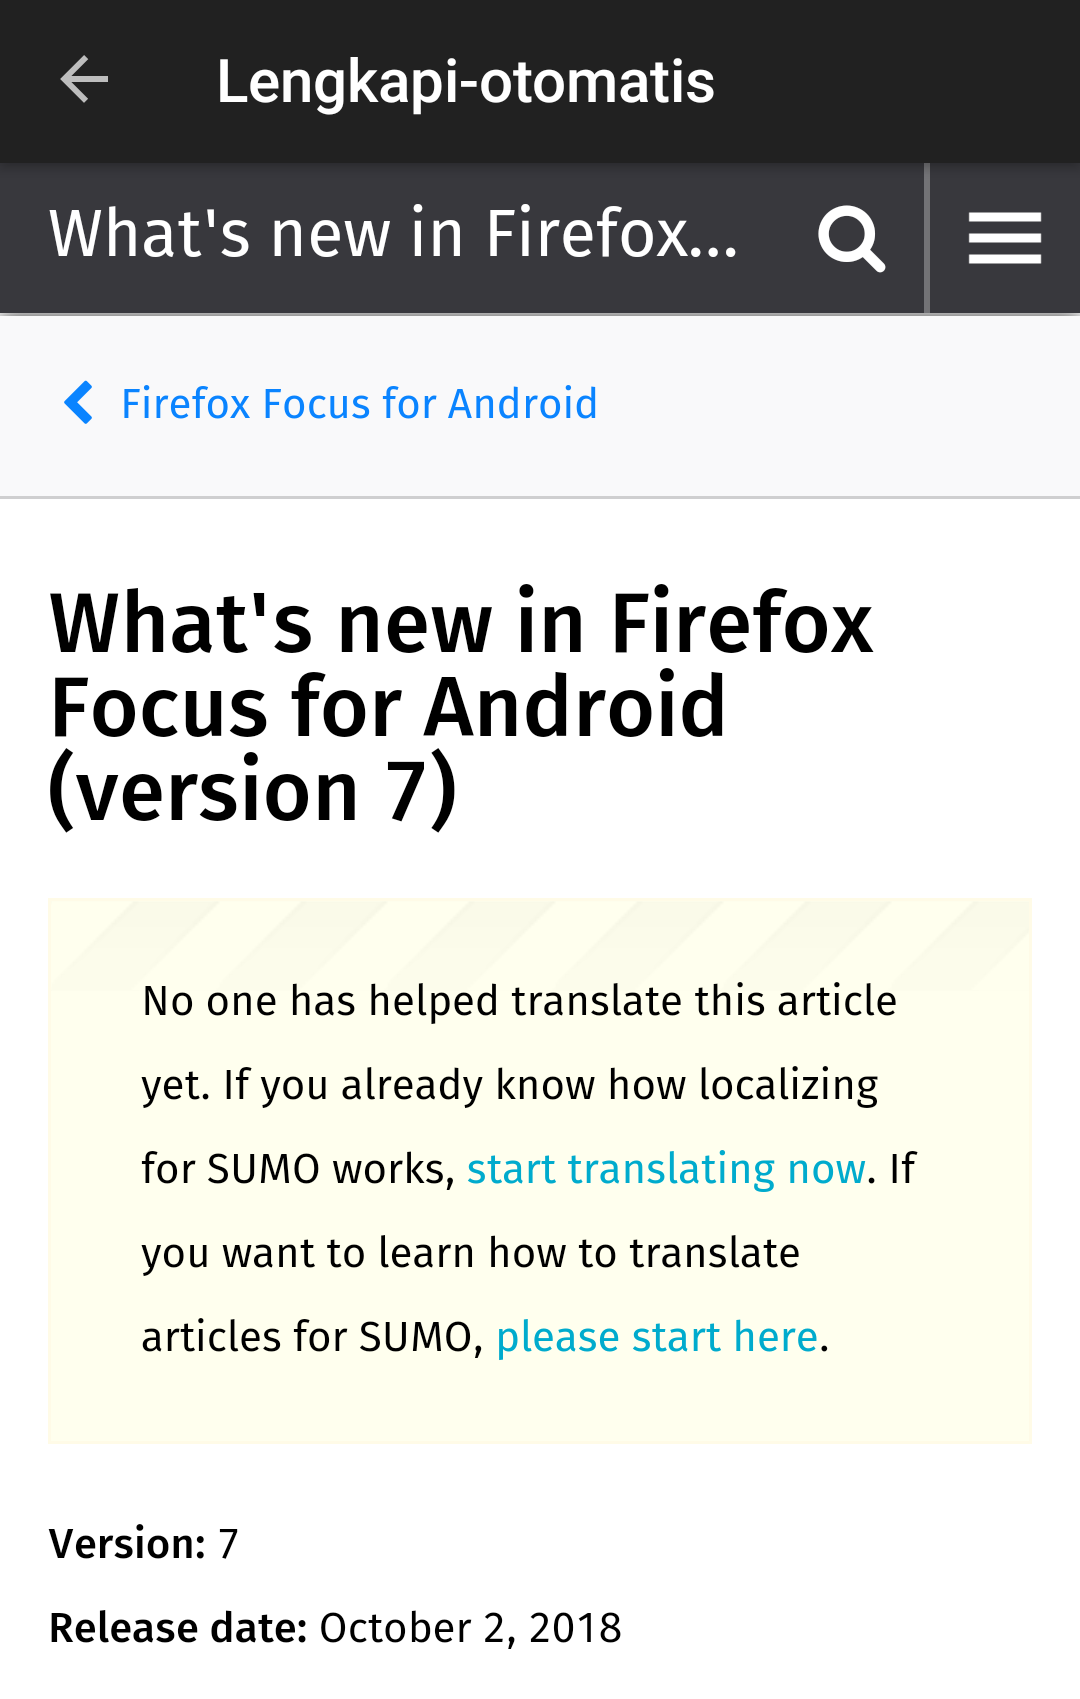 Lengkapi-otomatis
What's new in Firefox...
Firefox Focus for Android
What's new in Firefox
Focus for Android
(version 7)
No one has helped translate this article
yet. If you already know how localizing
for SUMO works, start translating now. If
you want to learn how to translate
articles for SUMO, please start here.
Version: 7
Release date: October 2, 2018